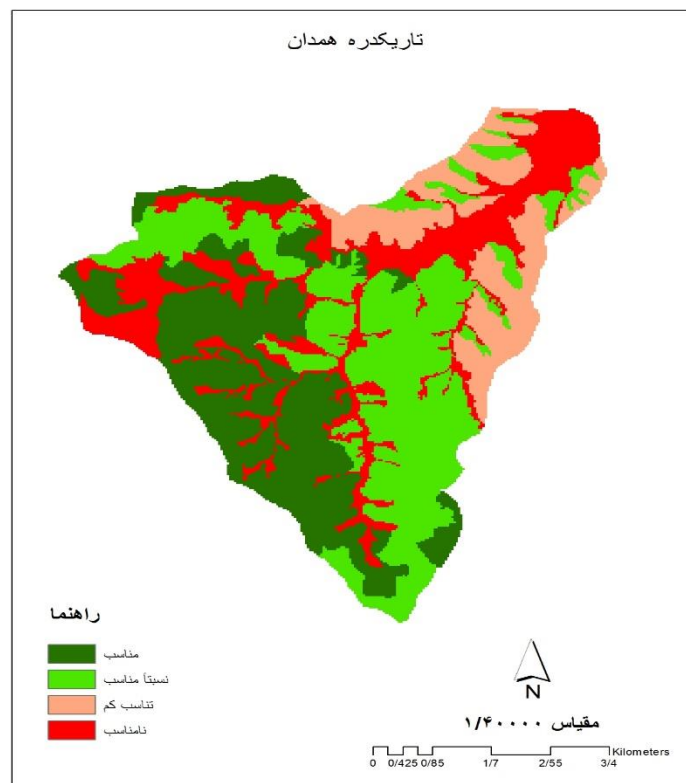 تاریکدره همدان
راهنما
مناسب
نسبتاً مناسب
تناسب کم
نامناسب
N
مقیاس ۱/۴۰۰۰۰
Kilometers
0 0/425 0/85 1/7 2/55 3/4